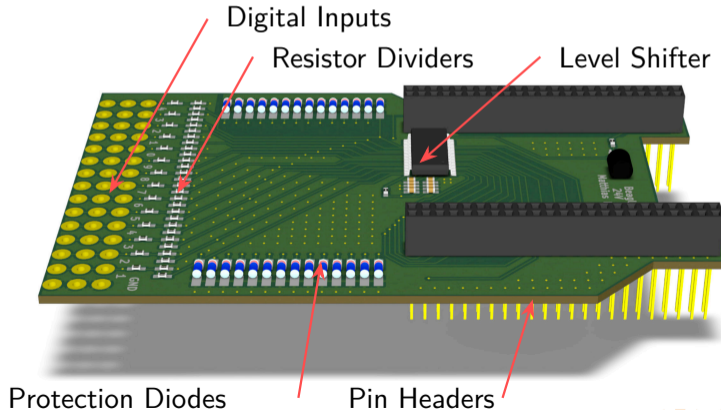 Digital Inputs
Resistor Dividers
Level Shifter
GND
Protection Diodes
Pin Headers